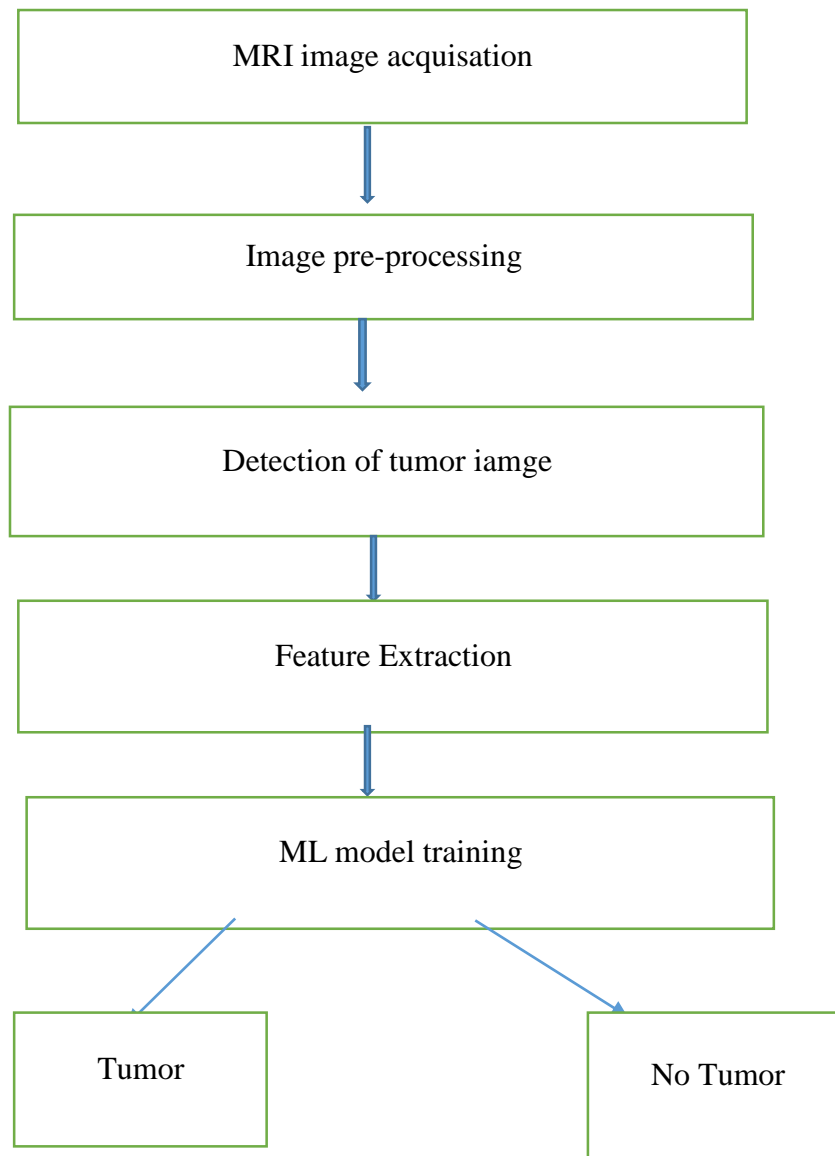 MRI image acquisation
Image pre-processing
Detection of tumor iamge
Feature Extraction
ML model training
Tumor
No Tumor